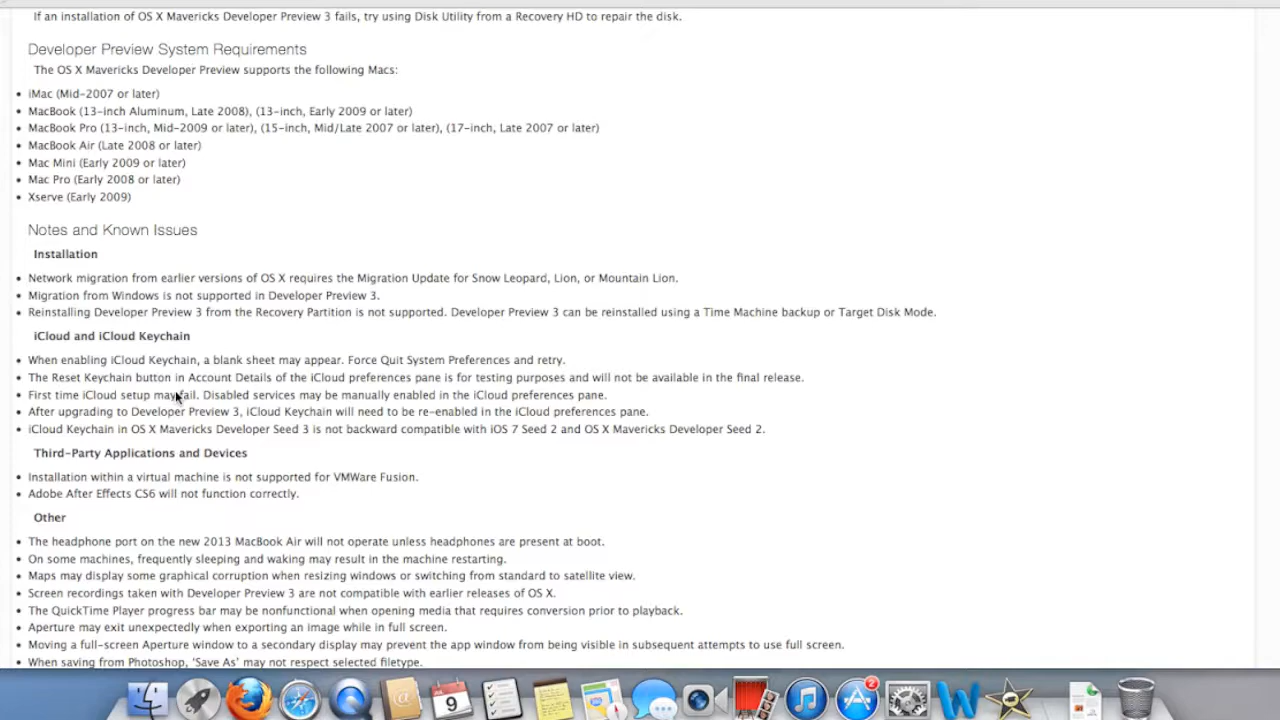 If an installation of OS X Mavericks Developer Preview 3 fails, try using Disk Utility from a Recovery HD to repair the disk.
Developer Preview System Requirements
The OS X Mavericks Developer Preview supports the following Macs:
• iMac (Mid-2007 or later)
• MacBook (13-inch Aluminum, Late 2008), (13-inch, Early 2009 or later)
• MacBook Pro (13-inch, Mid-2009 or later), (15-inch, Mid/Late 2007 or later), (17-inch, Late 2007 or later)
• MacBook Air (Late 2008 or later)
• Mac Mini (Early 2009 or later)
• Mac Pro (Early 2008 or later)
• Xserve (Early 2009)
Notes and Known Issues
Installation
• Network migration from earlier versions of OS X requires the Migration Update for Snow Leopard, Lion, or Mountain Lion.
• Migration from Windows is not supported in Developer Preview 3.
• Reinstalling Developer Preview 3 from the Recovery Partition is not supported. Developer Preview 3 can be reinstalled using a Time Machine backup or Target Disk Mode.
iCloud and iCloud Keychain
• When enabling iCloud Keychain, a blank sheet may appear. Force Quit System Preferences and retry.
• The Reset Keychain button in Account Details of the iCloud preferences pane is for testing purposes and will not be available in the final release.
• First time iCloud setup may fail. Disabled services may be manually enabled in the iCloud preferences pane.
• After upgrading to Developer Preview 3, iCloud Keychain will need to be re-enabled in the iCloud preferences pane.
• iCloud Keychain in OS X Mavericks Developer Seed 3 is not backward compatible with iOS 7 Seed 2 and OS X Mavericks Developer Seed 2.
Third-Party Applications and Devices
• Installation within a virtual machine is not supported for VMWare Fusion.
• Adobe After Effects CS6 will not function correctly.
Other
• The headphone port on the new 2013 MacBook Air will not operate unless headphones are present at boot.
• On some machines, frequently sleeping and waking may result in the machine restarting.
• Maps may display some graphical corruption when resizing windows or switching from standard to satellite view.
• Screen recordings taken with Developer Preview 3 are not compatible with earlier releases of OS X.
• The QuickTime Player progress bar may be nonfunctional when opening media that requires conversion prior to playback.
• Aperture may exit unexpectedly when exporting an image while in full screen.
• Moving a full-screen Aperture window to a secondary display may prevent the app window from being visible in subsequent attempts to use full screen.
• When saving from Photoshop, 'Save As' may not respect selected filetype.
9
2
W